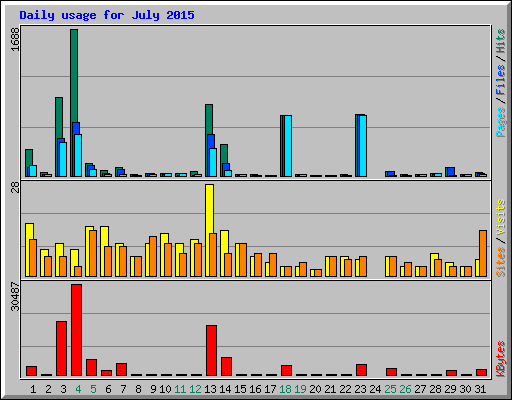 Daily usage for July 2015
1688
Pages / Files / Hits
28
Sites / Visits
30487
KBytes
1 2 3 4 5 6 7 8 9 10 11 12 13 14 15 16 17 18 19 20 21 22 23 24 25 26 27 28 29 30 31